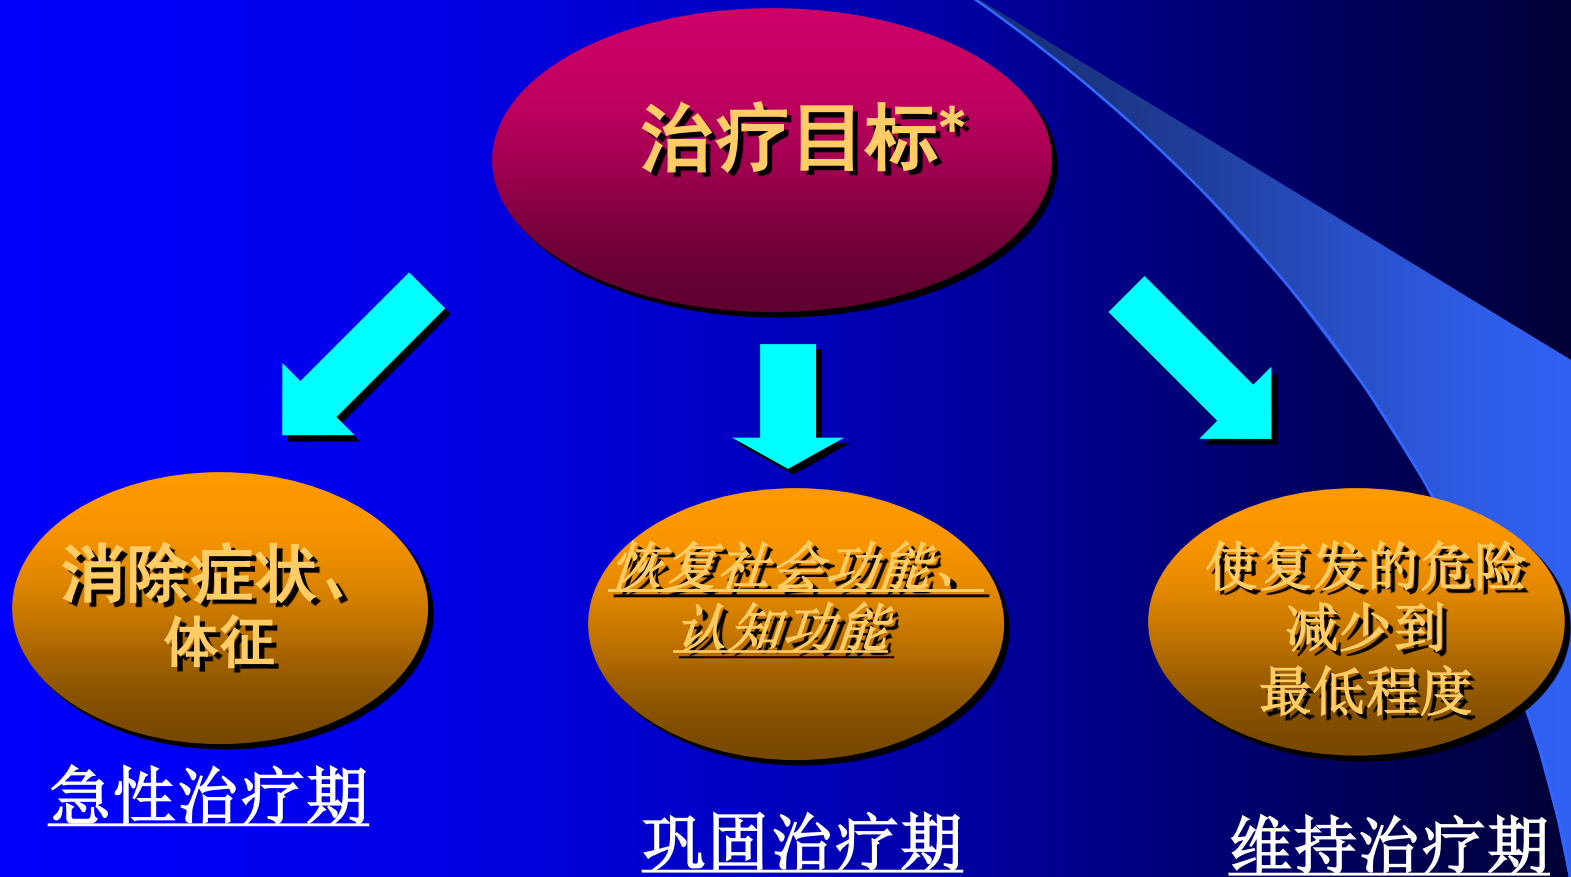 治疗目标*
消除症状、
体征
恢复社会功能、
认知功能
使复发的危险
减少到
最低程度
急性治疗期
巩固治疗期
维持治疗期